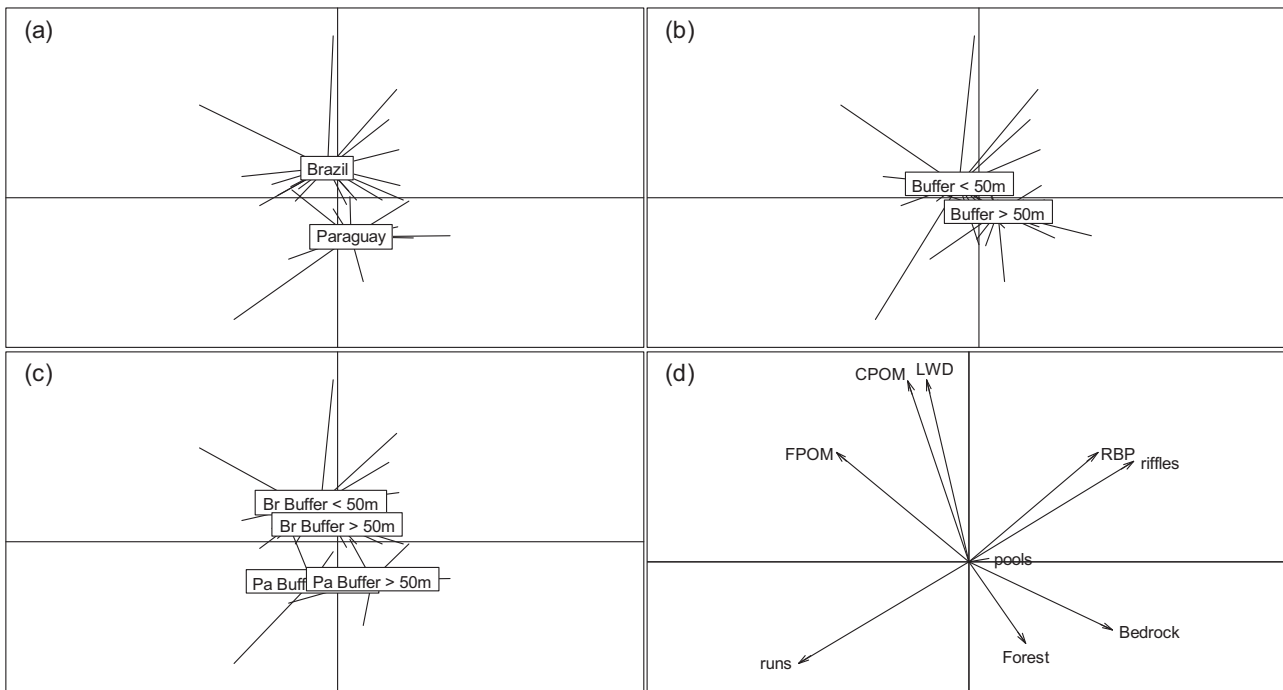 (a)
Brazil
Paraguay
(b)
Buffer < 50m
Buffer > 50m
(c)
Br Buffer < 50m
Br Buffer > 50m
Pa Buff
Pa Buffer > 50m
(d)
CPOM
LWD
FPOM
RBP
riffles
pools
Bedrock
Forest
runs